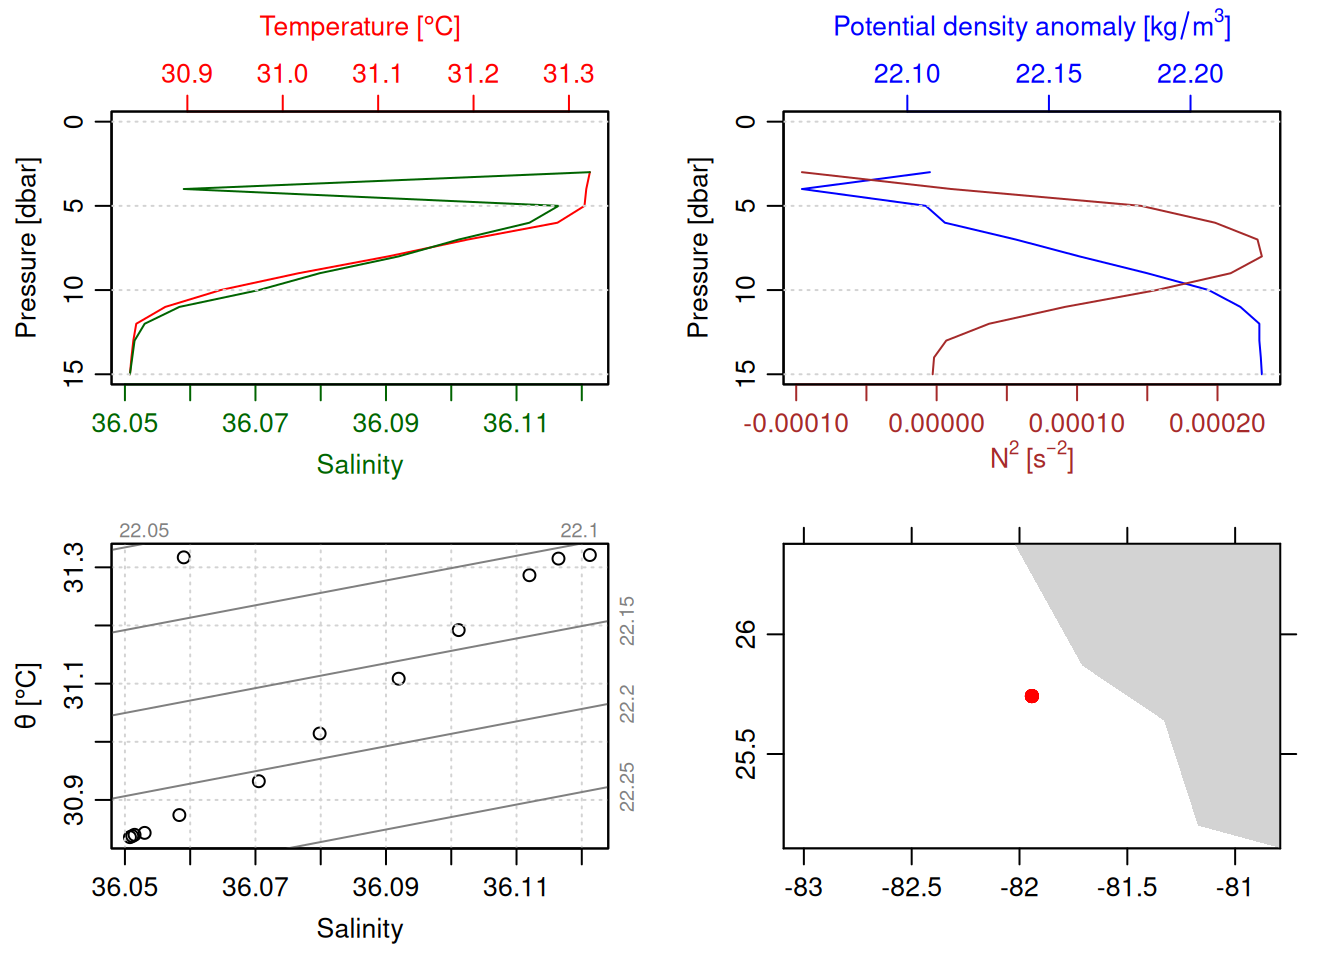 Temperature [°C]
30.9 31.0 31.1 31.2 31.3
Pressure [dbar]
0
5
10
15
36.05 36.07 36.09 36.11
Salinity
Potential density anomaly [kg/m³]
22.10 22.15 22.20
Pressure [dbar]
0
5
10
15
-0.00010 0.00000 0.00010 0.00020
N² [s⁻²]
22.05 22.1
θ [°C]
31.3
31.1
30.9
22.15
22.2
22.25
36.05 36.07 36.09 36.11
Salinity
26
25.5
-83 -82.5 -82 -81.5 -81